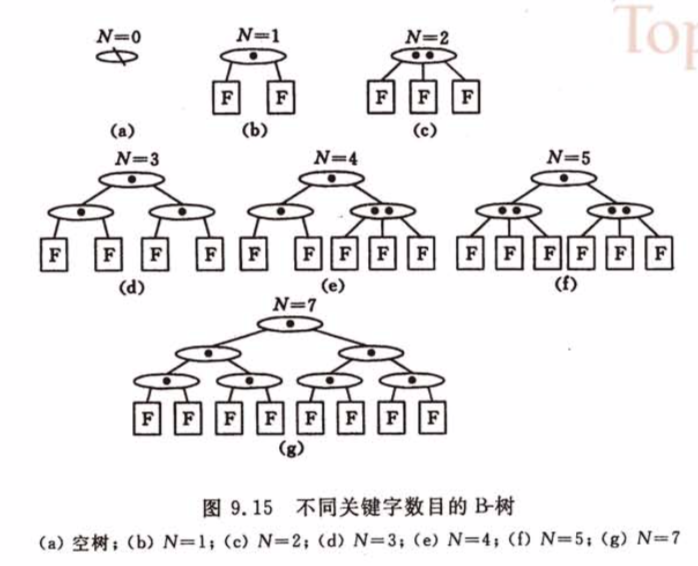 Top
N=0 N=1 N=2
F F F F F
(a) (b) (c)
N=3 N=4 N=5
F F F F F F F F F F F F F F F
(d) (e) (f)
N=7
F F F F F F F F
(g)
图 9.15 不同关键字数目的 B-树
(a) 空树; (b) N=1; (c) N=2; (d) N=3; (e) N=4; (f) N=5; (g) N=7